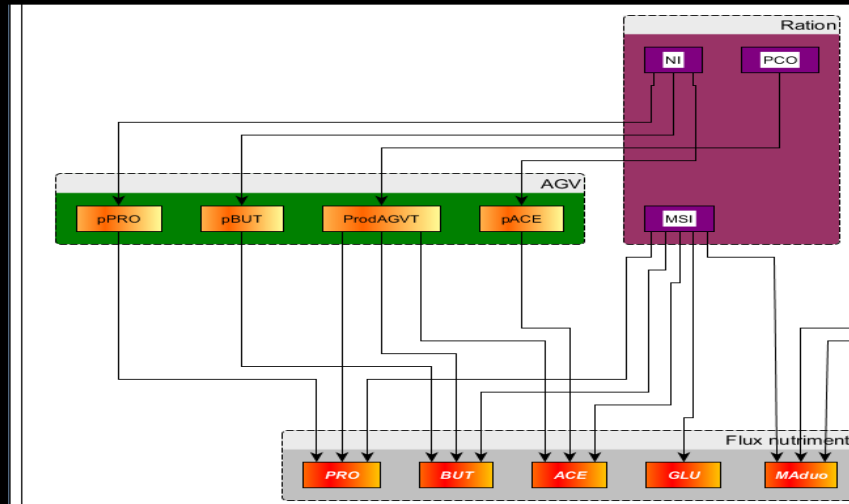 Ration
NI
PCO
AGV
pPRO
pBUT
ProdAGVT
pACE
MSI
Flux nutriment
PRO
BUT
ACE
GLU
MAduo